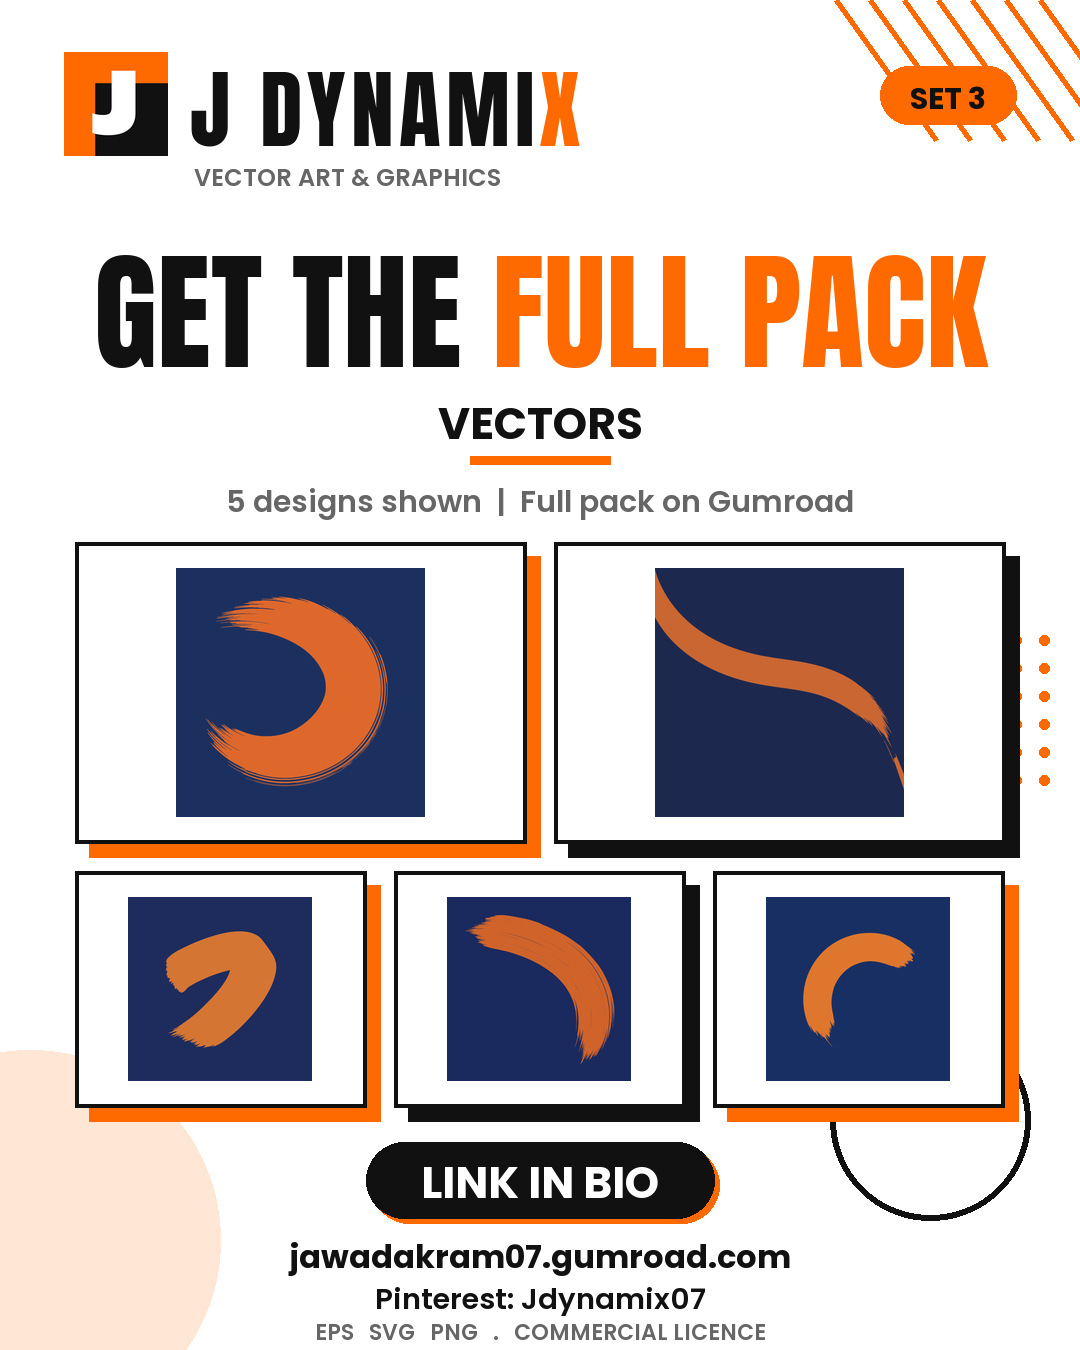 J
J DYNAMIX
VECTOR ART & GRAPHICS
SET 3
GET THE FULL PACK
VECTORS
5 designs shown | Full pack on Gumroad
LINK IN BIO
jawadakram07.gumroad.com
Pinterest: Jdynamix07
EPS SVG PNG . COMMERCIAL LICENCE